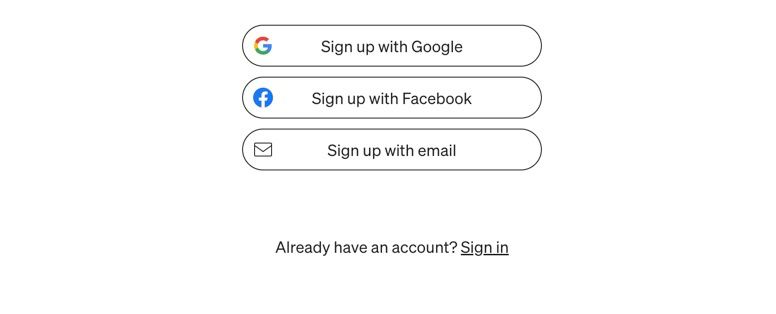 Sign up with Google
Sign up with Facebook
Sign up with email
Already have an account? Sign in